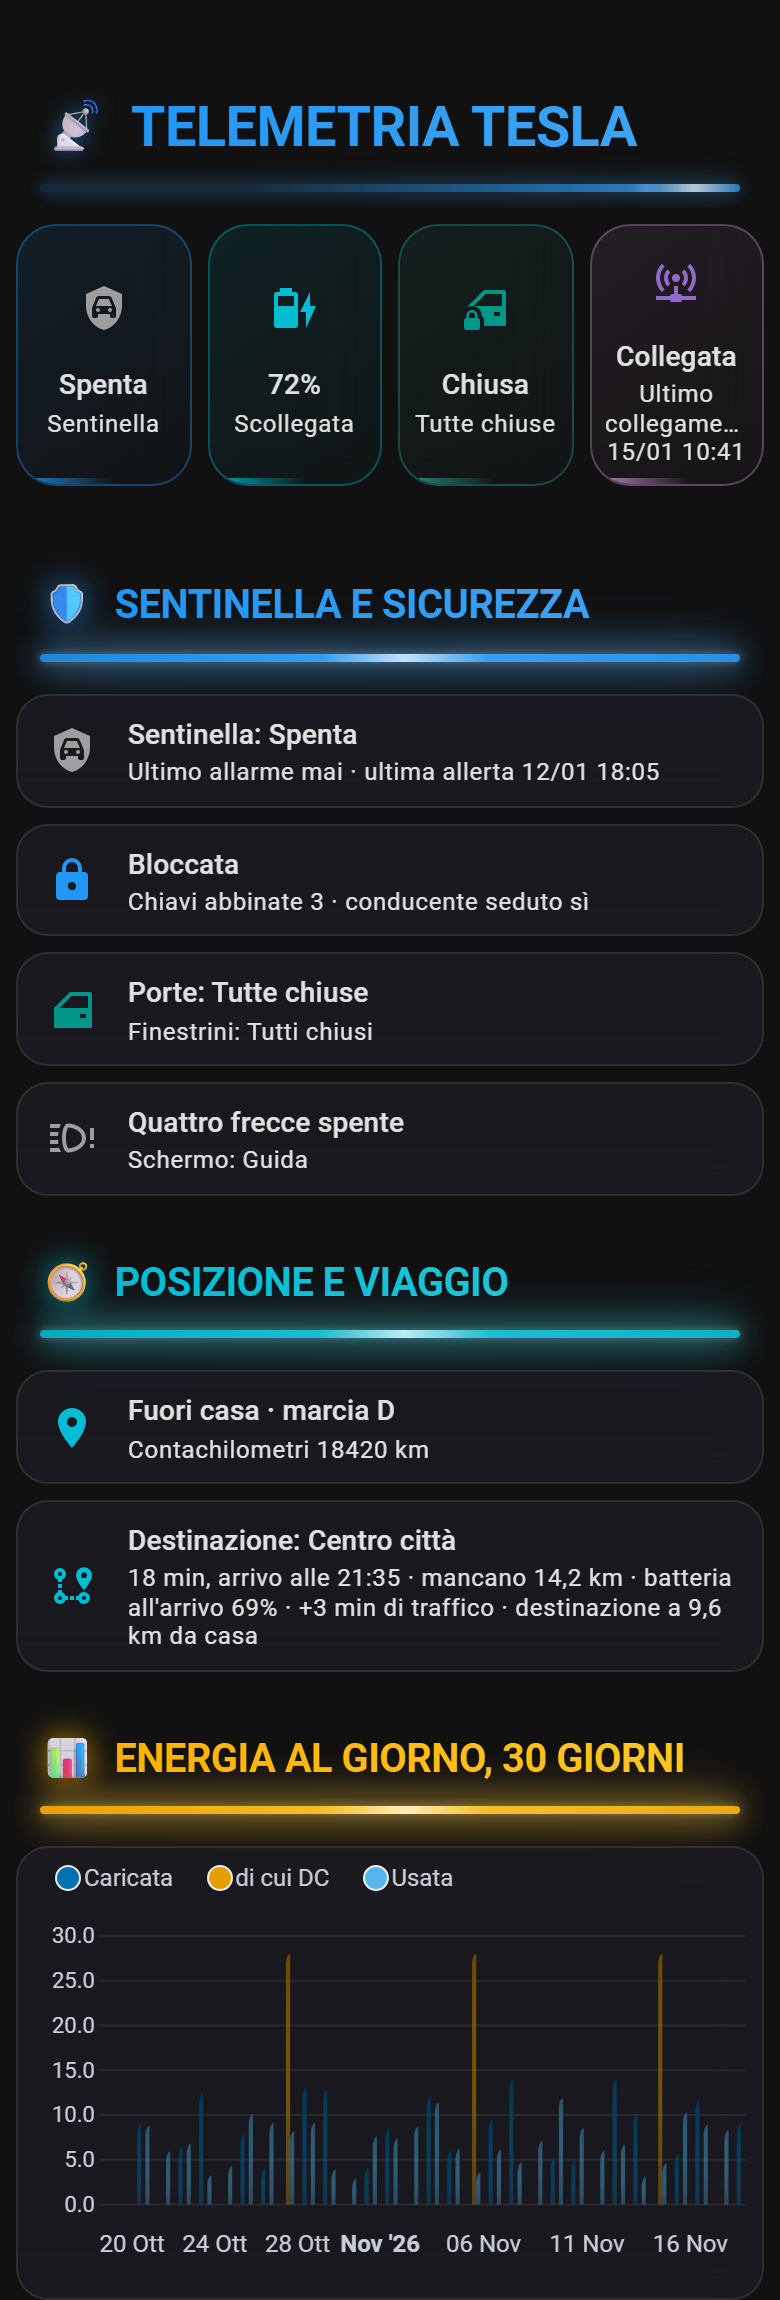 TELEMETRIA TESLA
Spenta
Sentinella
72%
Scollegata
Chiusa
Tutte chiuse
Collegata
Ultimo
collegame...
15/01 10:41
SENTINELLA E SICUREZZA
Sentinella: Spenta
Ultimo allarme mai · ultima allerta 12/01 18:05
Bloccata
Chiavi abbinate 3 · conducente seduto sì
Porte: Tutte chiuse
Finestrini: Tutti chiusi
Quattro frecce spente
Schermo: Guida
POSIZIONE E VIAGGIO
Fuori casa · marcia D
Contachilometri 18420 km
Destinazione: Centro città
18 min, arrivo alle 21:35 · mancano 14,2 km · batteria
all'arrivo 69% · +3 min di traffico · destinazione a 9,6
km da casa
ENERGIA AL GIORNO, 30 GIORNI
Caricata di cui DC Usata
30.0
25.0
20.0
15.0
10.0
5.0
0.0
20 Ott 24 Ott 28 Ott Nov '26 06 Nov 11 Nov 16 Nov